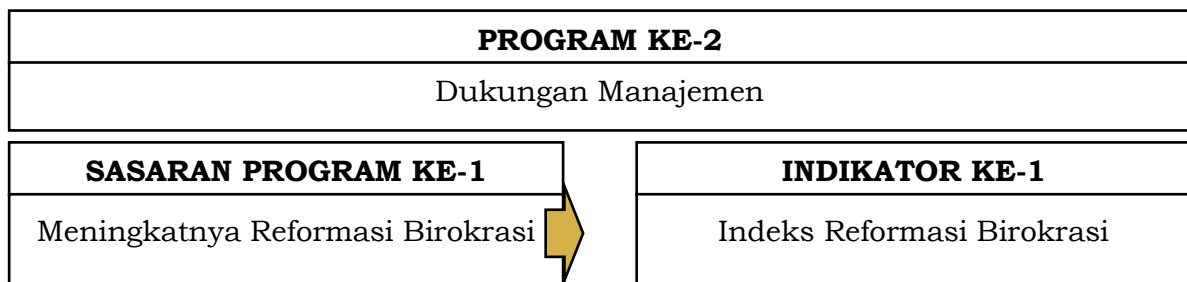 PROGRAM KE-2
Dukungan Manajemen
SASARAN PROGRAM KE-1
Meningkatnya Reformasi Birokrasi
INDIKATOR KE-1
Indeks Reformasi Birokrasi